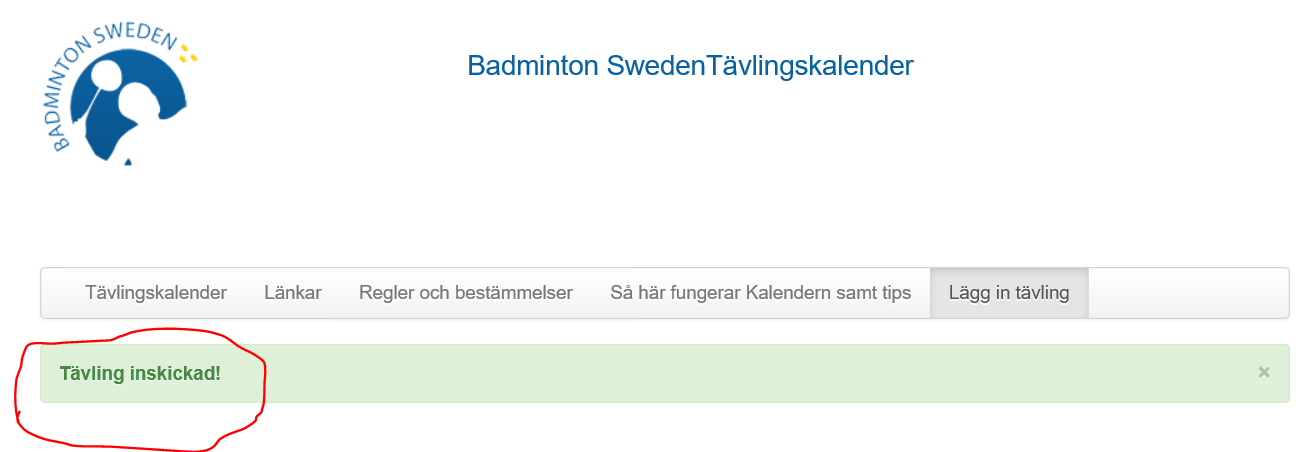 BADMINTON SWEDEN
Badminton SwedenTävlingskalender
Tävlingskalender Länkar Regler och bestämmelser Så här fungerar Kalendern samt tips Lägg in tävling
Tävling inskickad! ×